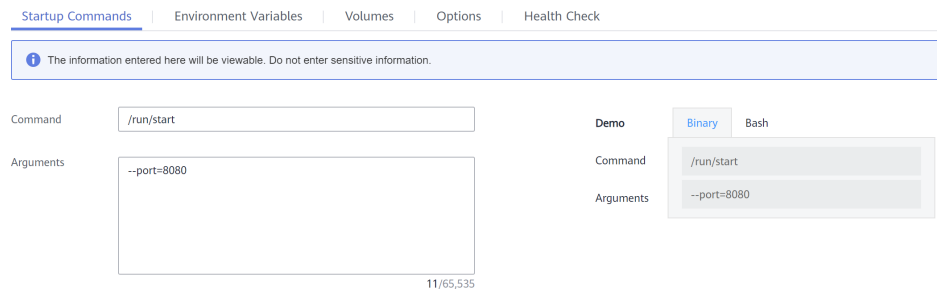 Startup Commands Environment Variables Volumes Options Health Check
The information entered here will be viewable. Do not enter sensitive information.
Command /run/start
Arguments --port=8080
11/65,535
Demo Binary Bash
Command /run/start
Arguments --port=8080